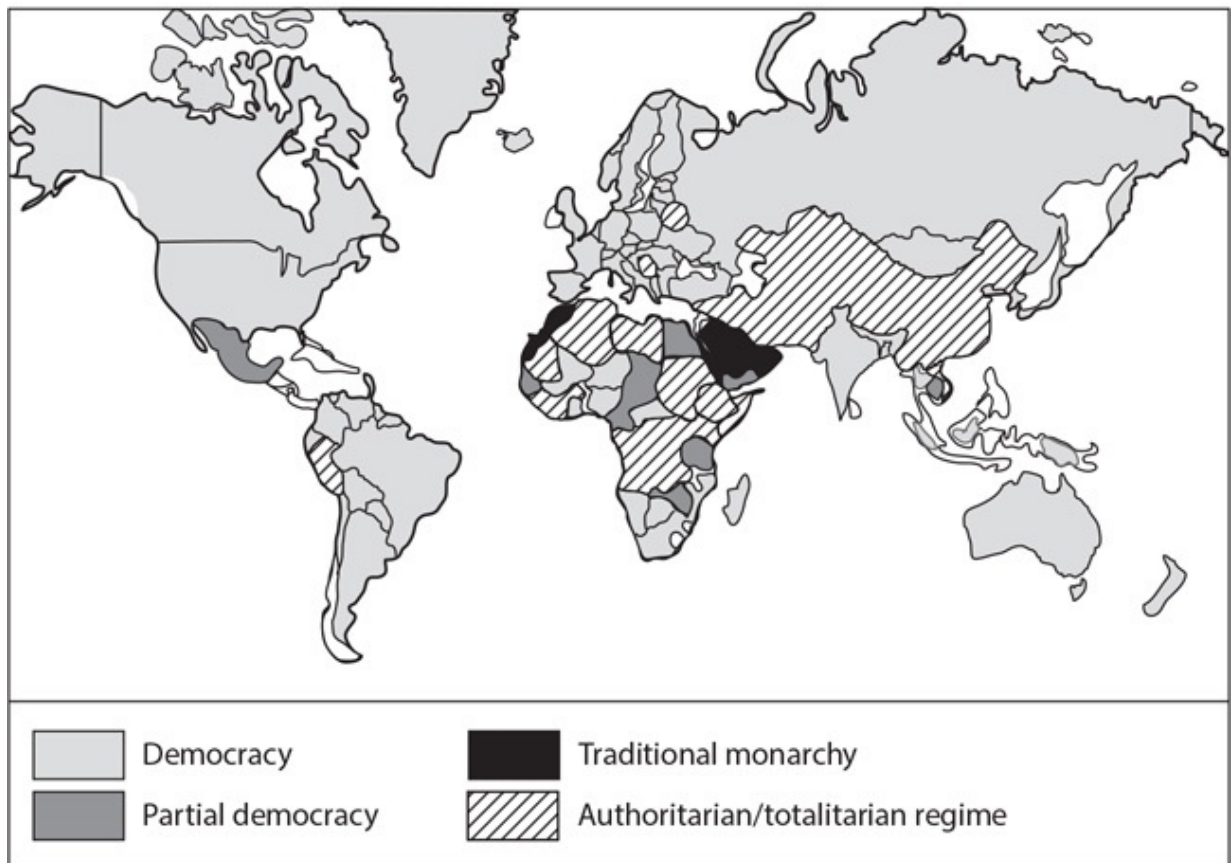 Democracy
Traditional monarchy
Partial democracy
Authoritarian/totalitarian regime